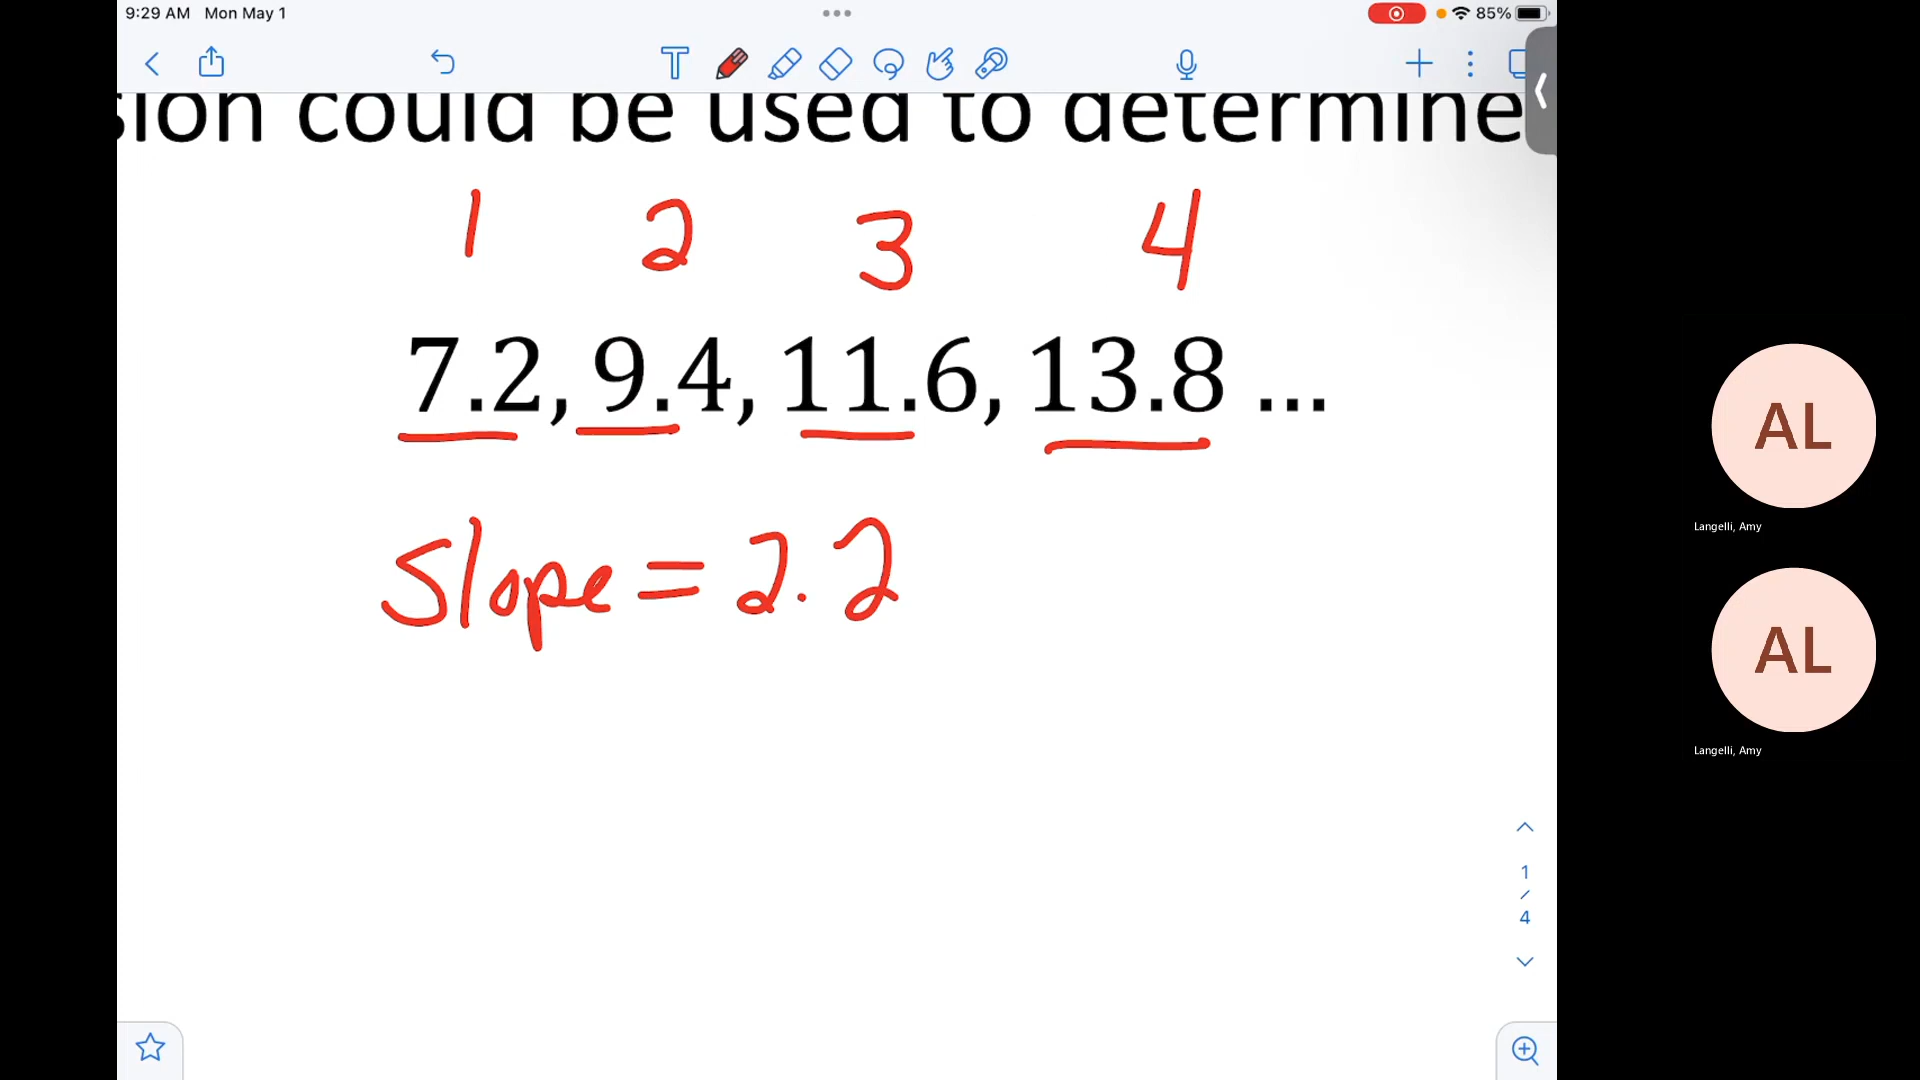 9:29 AM Mon May 1
85%
sion could be used to determine
1 2 3 4
7.2, 9.4, 11.6, 13.8 ...
Slope = 2.2
AL
Langelli, Amy
AL
Langelli, Amy
1
/
4